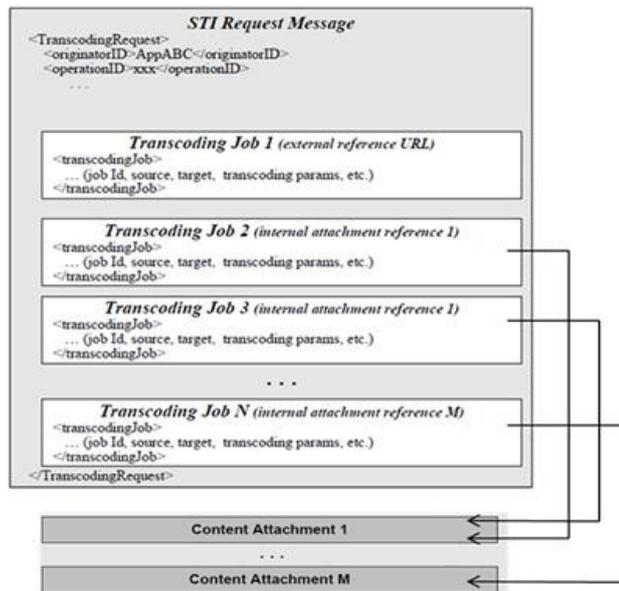 STI Request Message
<TranscodingRequest>
<originatorID>AppABC</originatorID>
<operationID>xxx</operationID>
. . .
Transcoding Job 1 (external reference URL)
<transcodingJob>
… (job Id, source, target, transcoding params, etc.)
</transcodingJob>
Transcoding Job 2 (internal attachment reference 1)
<transcodingJob>
… (job Id, source, target, transcoding params, etc.)
</transcodingJob>
Transcoding Job 3 (internal attachment reference 1)
<transcodingJob>
… (job Id, source, target, transcoding params, etc.)
</transcodingJob>
. . .
Transcoding Job N (internal attachment reference M)
<transcodingJob>
… (job Id, source, target, transcoding params, etc.)
</transcodingJob>
</TranscodingRequest>
Content Attachment 1
. . .
Content Attachment M